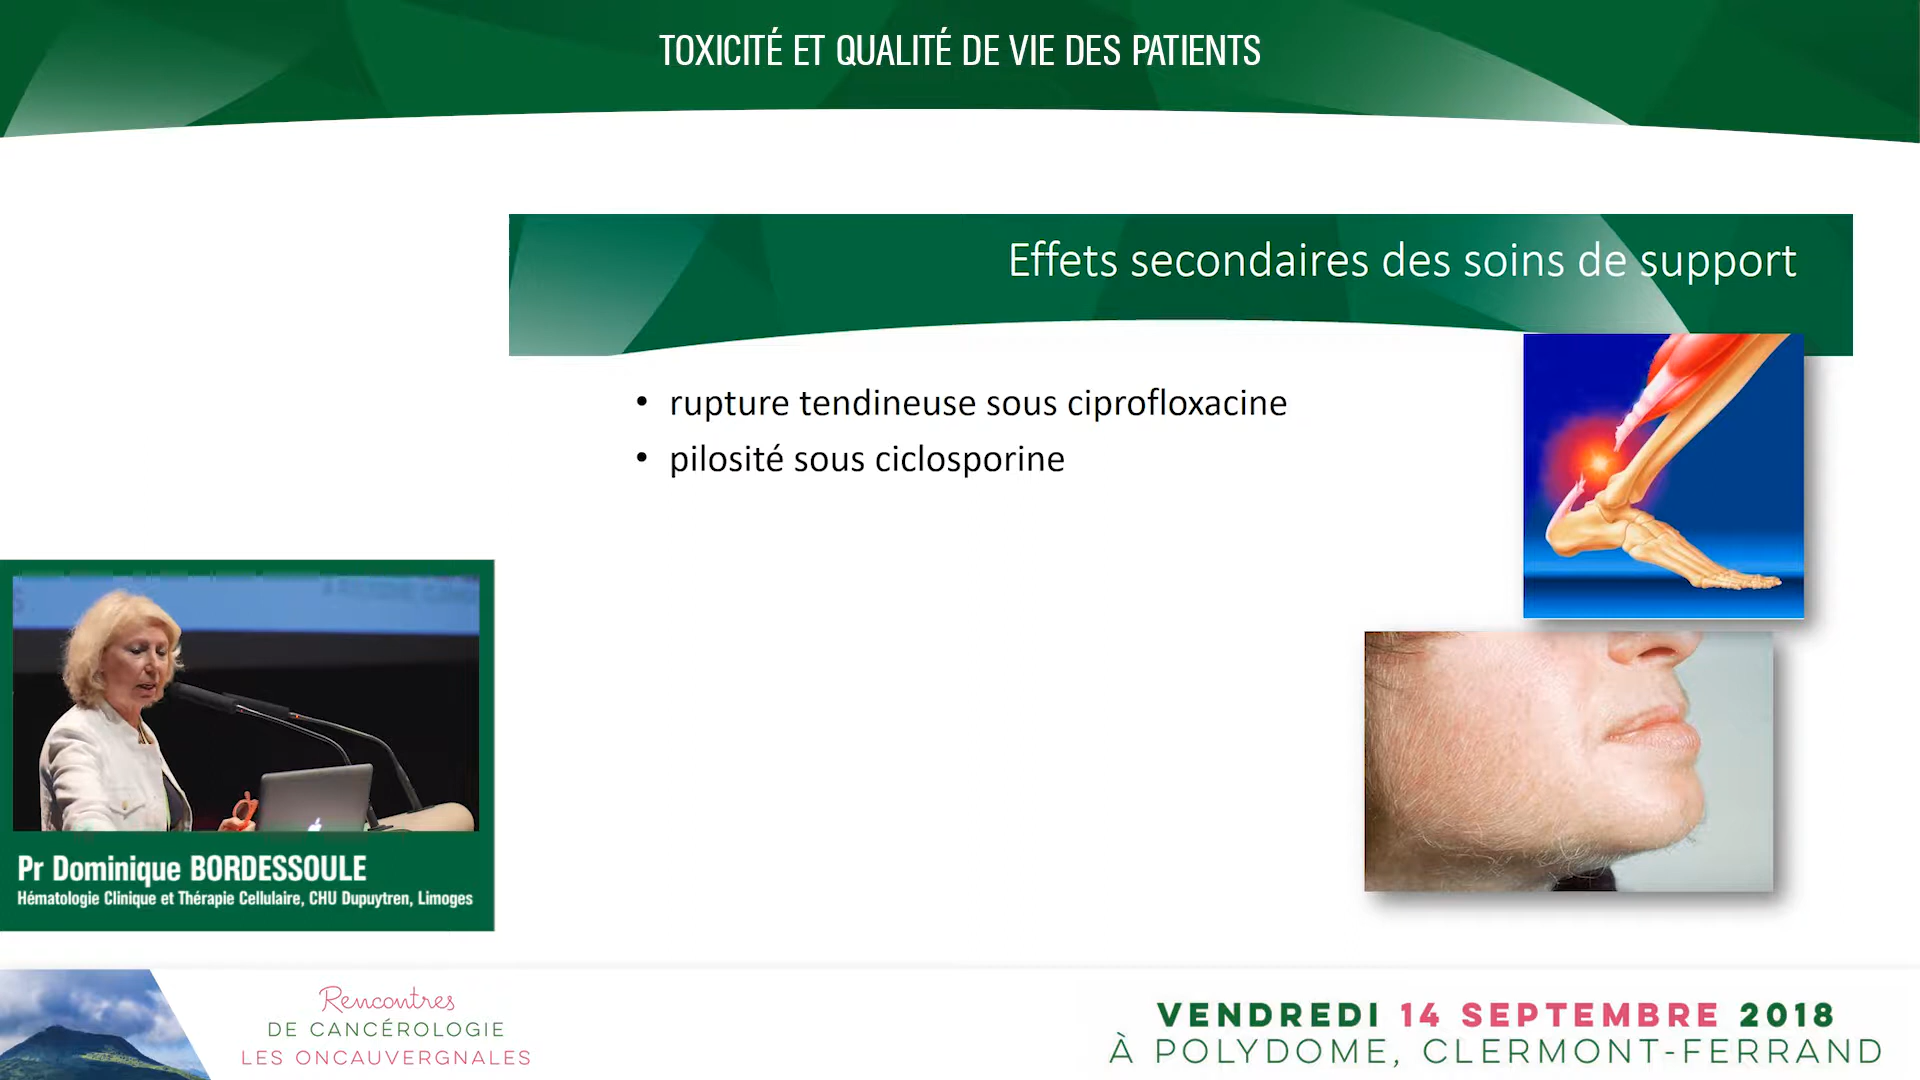 TOXICITÉ ET QUALITÉ DE VIE DES PATIENTS
Effets secondaires des soins de support
• rupture tendineuse sous ciprofloxacine
• pilosité sous ciclosporine
Pr Dominique BORDESSOULE
Hématologie Clinique et Thérapie Cellulaire, CHU Dupuytren, Limoges
Rencontres
DE CANCÉROLOGIE
LES ONCAUVERGNALES
VENDREDI 14 SEPTEMBRE 2018
À POLYDOME, CLERMONT-FERRAND